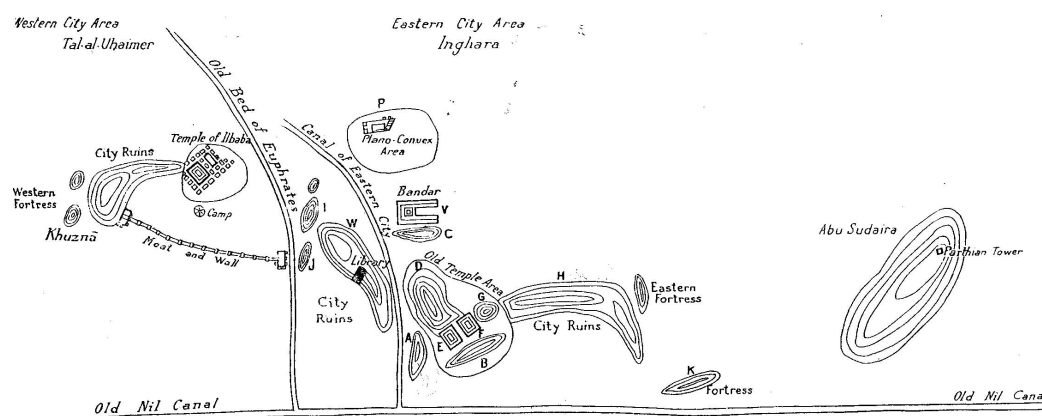 Western City Area
Tal-al-Uhaimer
Eastern City Area
Inghara
Old Bed of Euphrates
Canal of Eastern City
P
Plano-Convex
Area
Temple of Ilbaba
City Ruins
Western
Fortress
Khuznā
Camp
Moat and Wall
I
J
W
Library
City
Ruins
Bandar
V
C
Old Temple Area
D
G
F
E
A
B
H
City Ruins
Eastern
Fortress
K
Fortress
Abu Sudaira
Parthian Tower
Old Nil Canal
Old Nil Cana